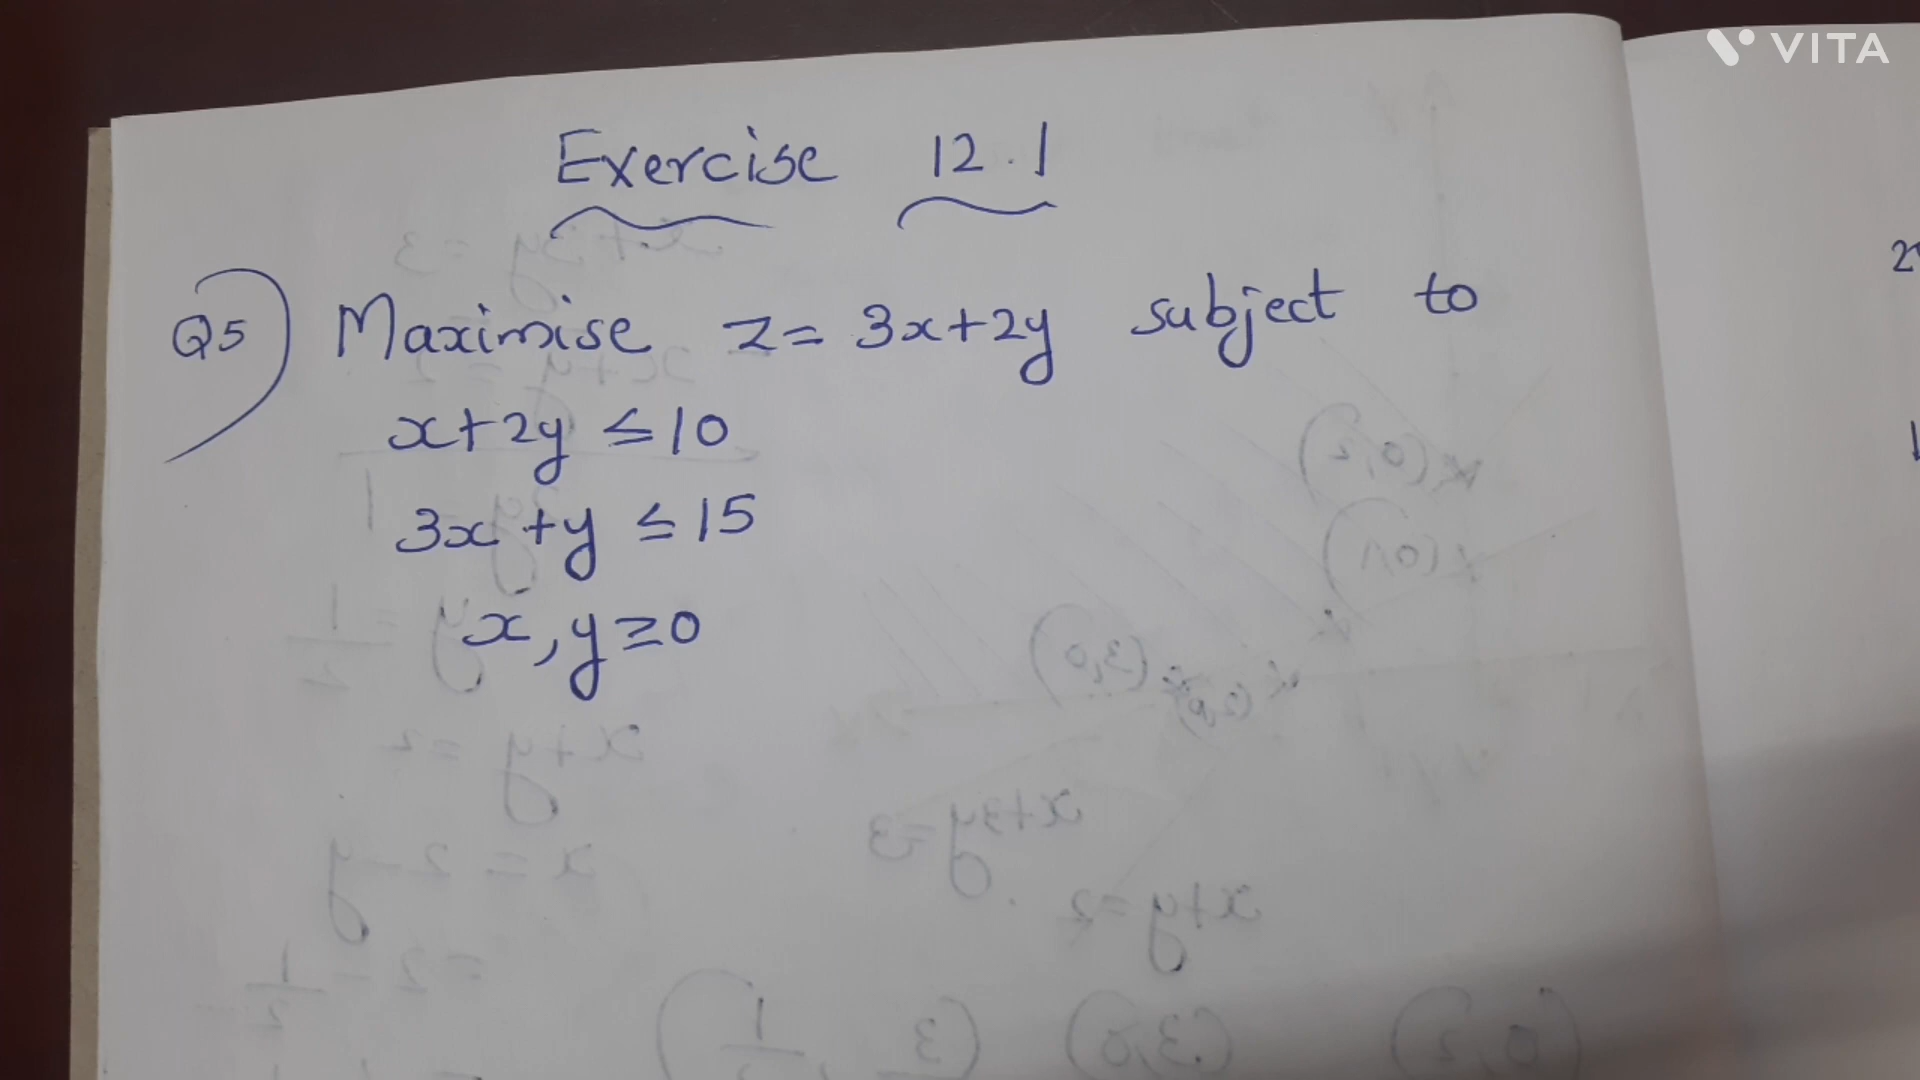 VITA
Exercise 12.1
Q5) Maximise z = 3x+2y subject to
x+2y ≤ 10
3x+y ≤ 15
x, y ≥ 0